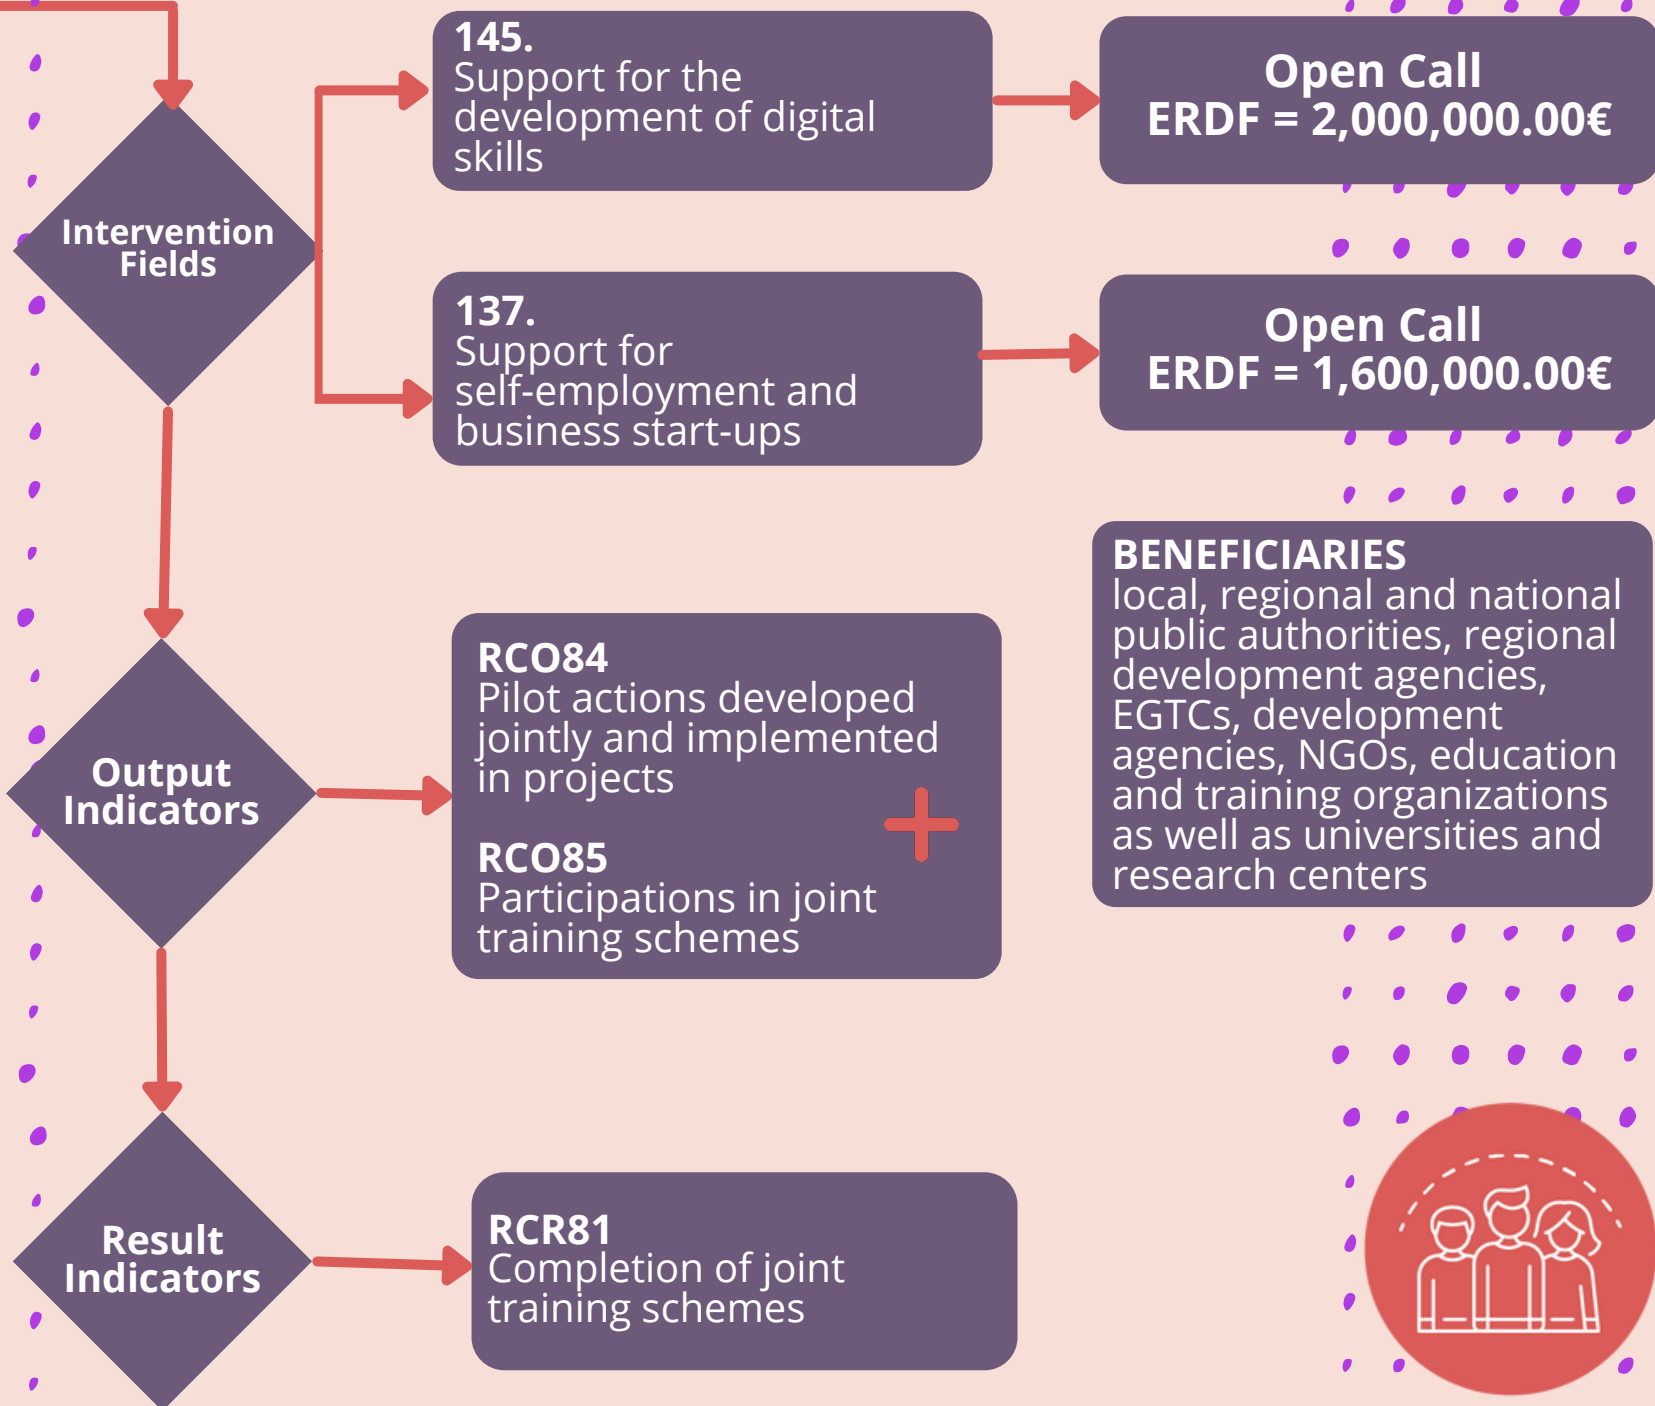 145.
Support for the
development of digital
skills
Open Call
ERDF = 2,000,000.00€
Intervention
Fields
137.
Support for
self-employment and
business start-ups
Open Call
ERDF = 1,600,000.00€
BENEFICIARIES
local, regional and national
public authorities, regional
development agencies,
EGTCs, development
agencies, NGOs, education
and training organizations
as well as universities and
research centers
Output
Indicators
RCO84
Pilot actions developed
jointly and implemented
in projects
RCO85
Participations in joint
training schemes
Result
Indicators
RCR81
Completion of joint
training schemes